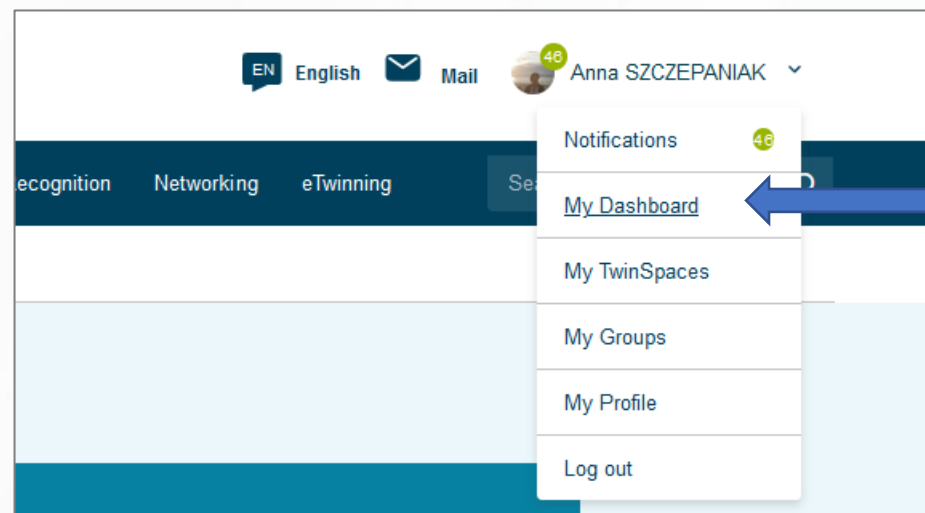 EN English Mail 46 Anna SZCZEPANIAK
Notifications 46
ecognition Networking eTwinning Sea
My Dashboard
My TwinSpaces
My Groups
My Profile
Log out